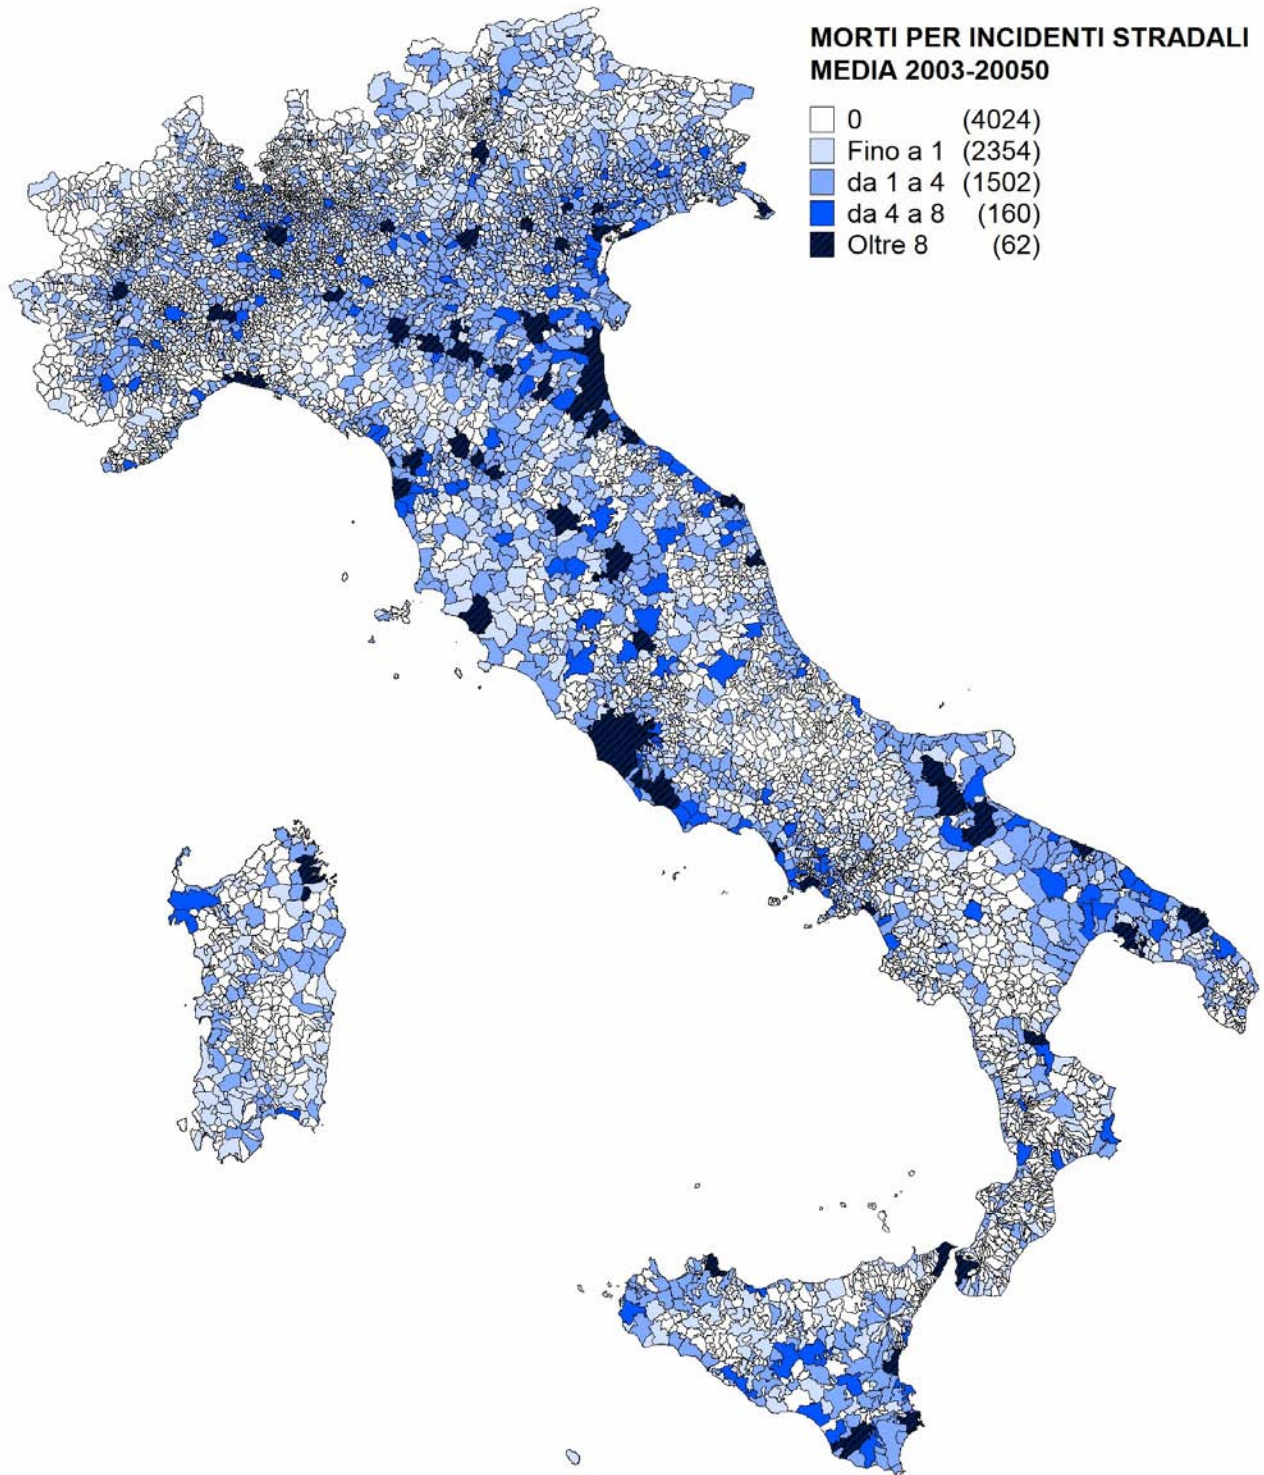 MORTI PER INCIDENTI STRADALI
MEDIA 2003-20050
0 (4024)
Fino a 1 (2354)
da 1 a 4 (1502)
da 4 a 8 (160)
Oltre 8 (62)